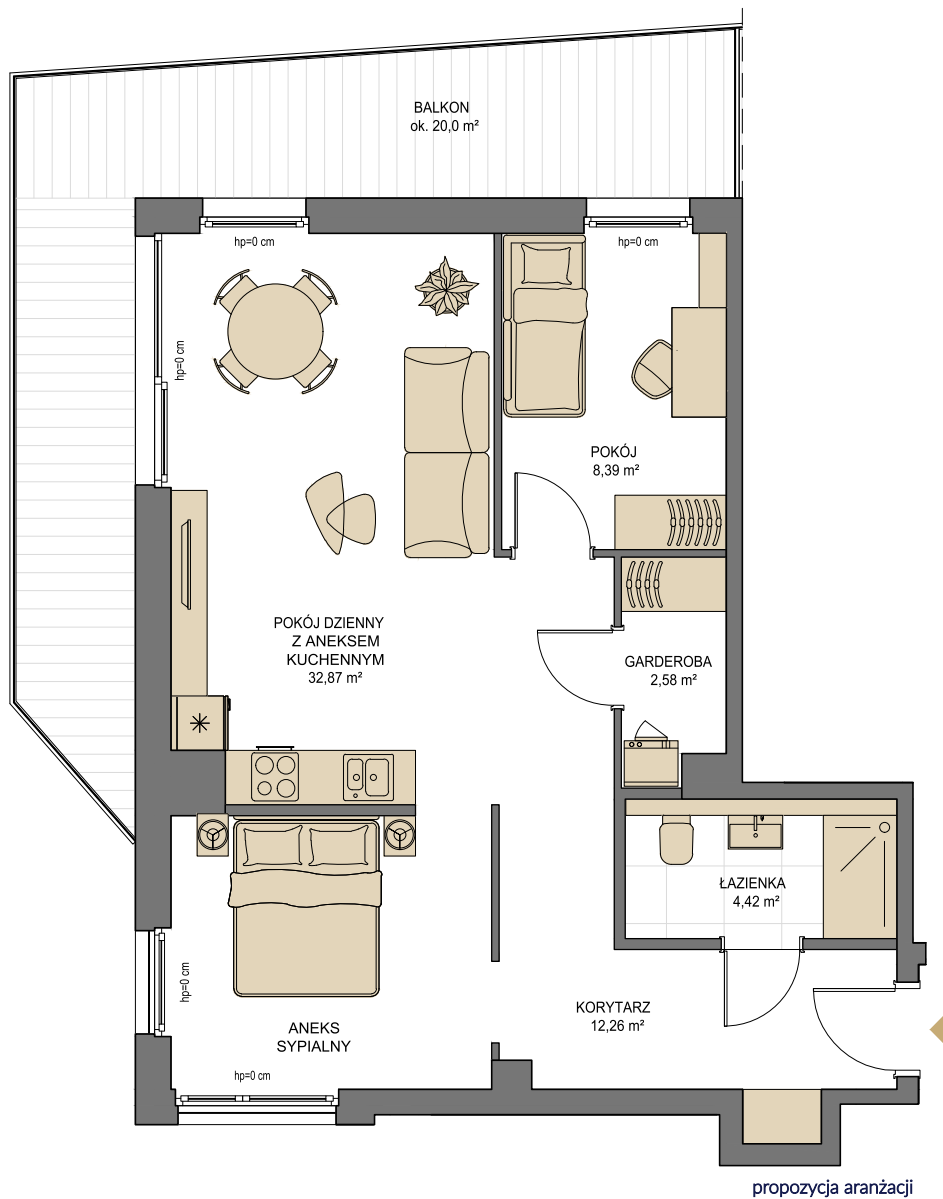 BALKON
ok. 20,0 m²
hp=0 cm
hp=0 cm
hp=0 cm
POKÓJ
8,39 m²
POKÓJ DZIENNY
Z ANEKSEM
KUCHENNYM
32,87 m²
GARDEROBA
2,58 m²
ŁAZIENKA
4,42 m²
hp=0 cm
KORYTARZ
12,26 m²
ANEKS
SYPIALNY
hp=0 cm
propozycja aranżacji